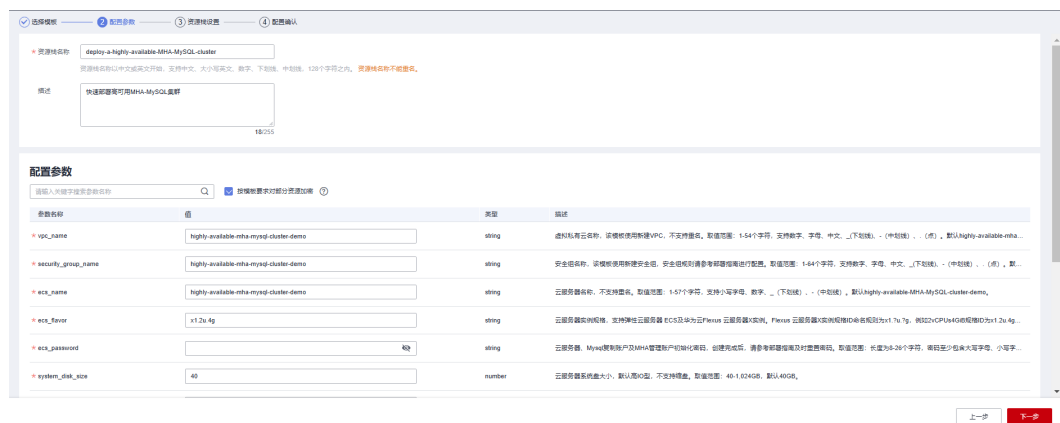 选择模板 2 配置参数 3 资源栈设置 4 配置确认
* 资源栈名称 deploy-a-highly-available-MHA-MySQL-cluster
资源栈名称以中文或英文开始，支持中文、大小写英文、数字、下划线、中划线，128个字符之内。资源栈名称不能重名。
描述 快速部署高可用MHA-MySQL集群
18/255
配置参数
请输入关键字搜索参数名称 按模板要求对部分资源加密 ?
参数名称 值 类型 描述
* vpc_name highly-available-mha-mysql-cluster-demo string 虚拟私有云名称，该模板使用新建VPC，不支持重名。取值范围：1-54个字符，支持数字、字母、中文、_(下划线)、-（中划线）、.（点）。默认highly-available-mha...
* security_group_name highly-available-mha-mysql-cluster-demo string 安全组名称，该模板使用新建安全组，安全组规则请参考部署指南进行配置。取值范围：1-64个字符，支持数字、字母、中文、_(下划线)、-（中划线）、.（点）。默...
* ecs_name highly-available-mha-mysql-cluster-demo string 云服务器名称，不支持重名。取值范围：1-57个字符，支持小写字母、数字、_（下划线）、-（中划线）。默认highly-available-MHA-MySQL-cluster-demo。
* ecs_flavor x1.2u.4g string 云服务器实例规格，支持弹性云服务器 ECS及华为云Flexus 云服务器X实例。Flexus 云服务器X实例规格ID命名规则为x1.?u.?g，例如2vCPUs4GiB规格ID为x1.2u.4g...
* ecs_password string 云服务器、Mysql复制账户及MHA管理账户初始化密码，创建完成后，请参考部署指南及时重置密码。取值范围：长度为8-26个字符，密码至少包含大写字母、小写字...
* system_disk_size 40 number 云服务器系统盘大小，默认高IO型，不支持缩盘。取值范围：40-1,024GB，默认40GB。
上一步 下一步